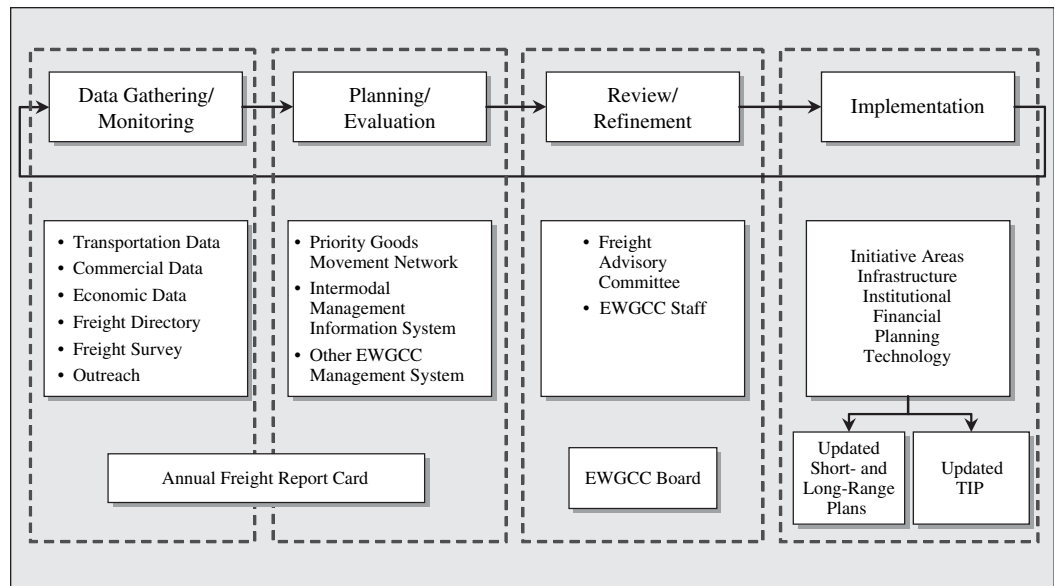 Data Gathering/
Monitoring
Planning/
Evaluation
Review/
Refinement
Implementation
• Transportation Data
• Commercial Data
• Economic Data
• Freight Directory
• Freight Survey
• Outreach
• Priority Goods
Movement Network
• Intermodal
Management
Information System
• Other EWGCC
Management System
• Freight
Advisory
Committee
• EWGCC Staff
Initiative Areas
Infrastructure
Institutional
Financial
Planning
Technology
Annual Freight Report Card
EWGCC Board
Updated
Short- and
Long-Range
Plans
Updated
TIP